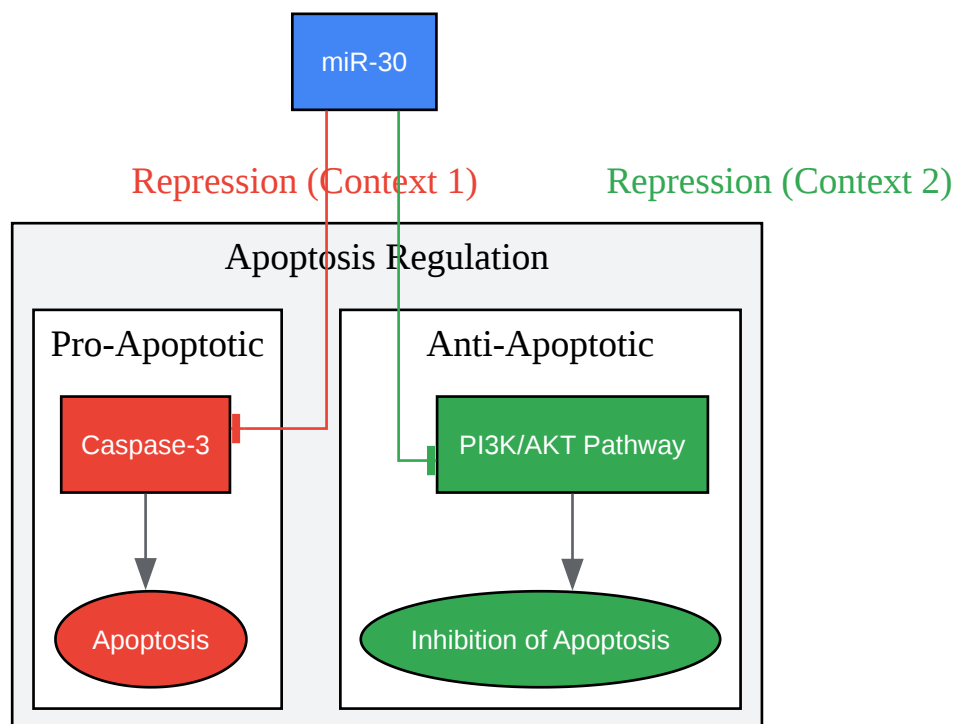 miR-30
Repression (Context 1)
Repression (Context 2)
Apoptosis Regulation
Pro-Apoptotic
Anti-Apoptotic
Caspase-3
PI3K/AKT Pathway
Apoptosis
Inhibition of Apoptosis